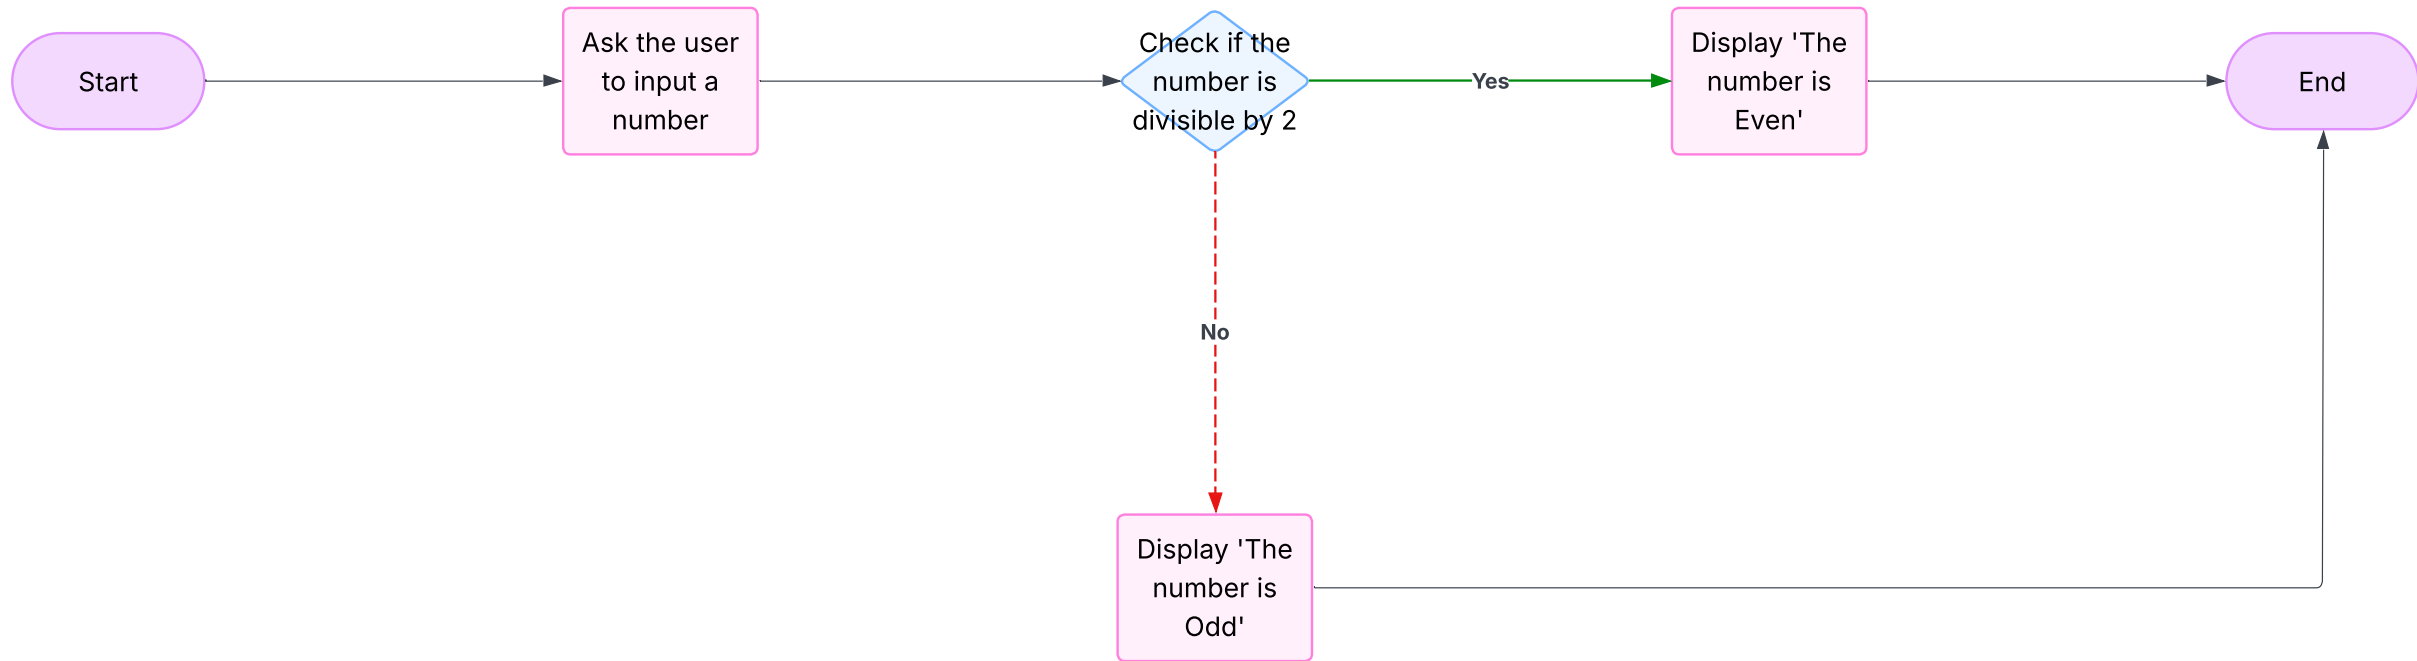 Start
Ask the user
to input a
number
Check if the
number is
divisible by 2
Yes
Display 'The
number is
Even'
End
No
Display 'The
number is
Odd'